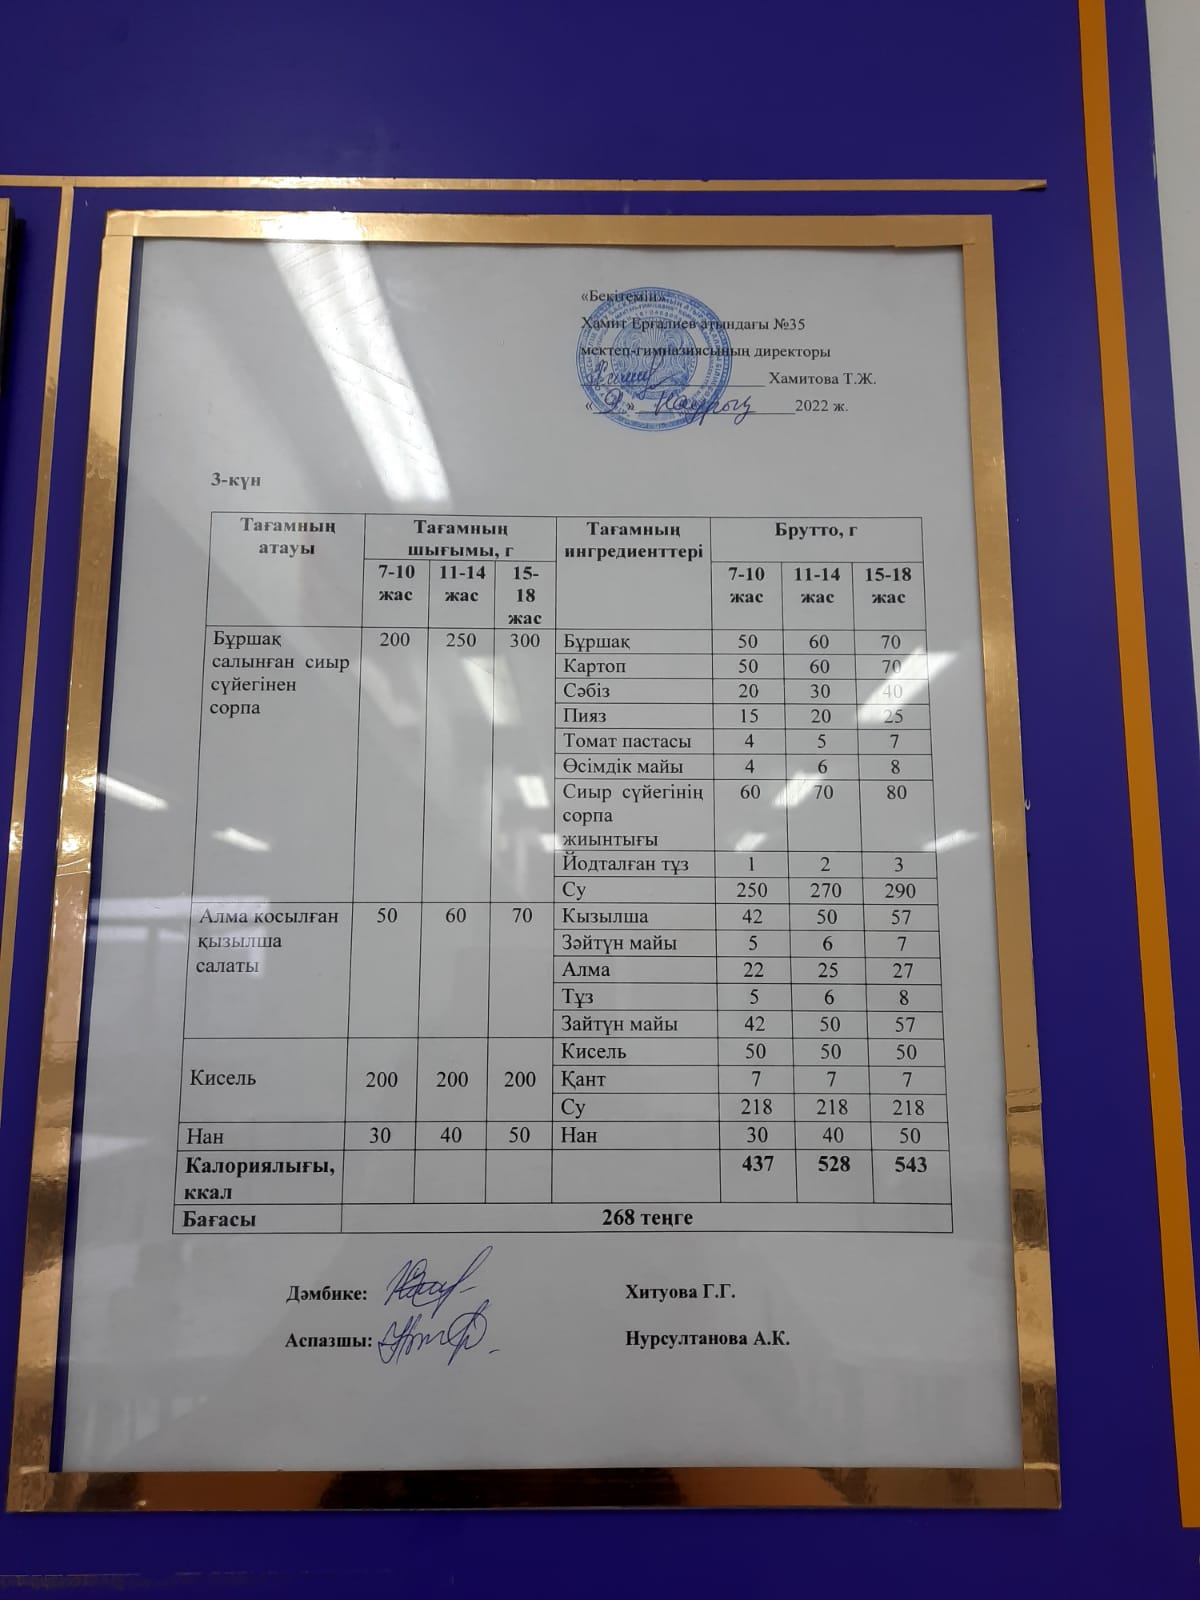 «Бекітемін»
Хамит Ерғалиев атындағы №35
мектеп-гимназиясының директоры
Хамитова Т.Ж.
« » Наурыз 2022 ж.
3-күн
Тағамның атауы Тағамның шығымы, г Тағамның ингредиенттері Брутто, г
7-10 жас 11-14 жас 15-18 жас 7-10 жас 11-14 жас 15-18 жас
Бұршақ салынған сиыр сүйегінен сорпа 200 250 300 Бұршақ 50 60 70
Картоп 50 60 70
Сәбіз 20 30 40
Пияз 15 20 25
Томат пастасы 4 5 7
Өсімдік майы 4 6 8
Сиыр сүйегінің сорпа жиынтығы 60 70 80
Йодталған тұз 1 2 3
Су 250 270 290
Алма косылған қызылша салаты 50 60 70 Кызылша 42 50 57
Зәйтүн майы 5 6 7
Алма 22 25 27
Тұз 5 6 8
Зайтүн майы 42 50 57
Кисель 200 200 200 Кисель 50 50 50
Қант 7 7 7
Су 218 218 218
Нан 30 40 50 Нан 30 40 50
Калориялығы, ккал 437 528 543
Бағасы 268 теңге
Дәмбике: Хитуова Г.Г.
Аспазшы: Нурсултанова А.К.